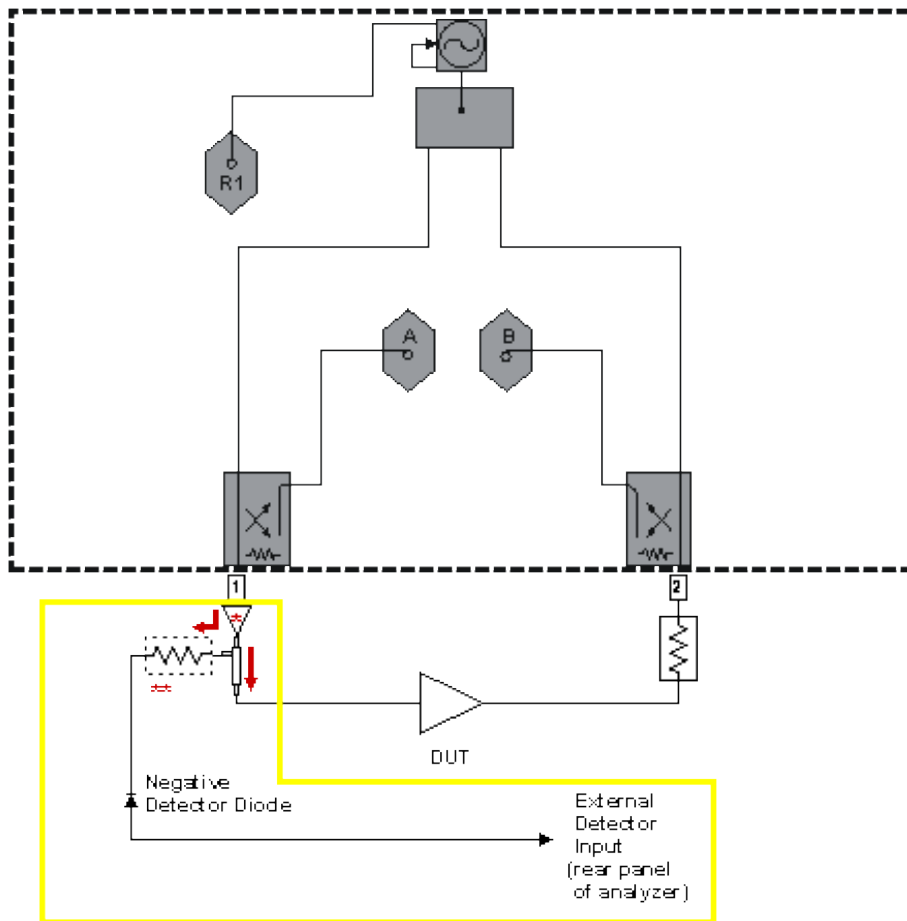 R1
A
B
1
2
*
**
DUT
Negative
Detector Diode
External
Detector
Input
(rear panel
of analyzer)